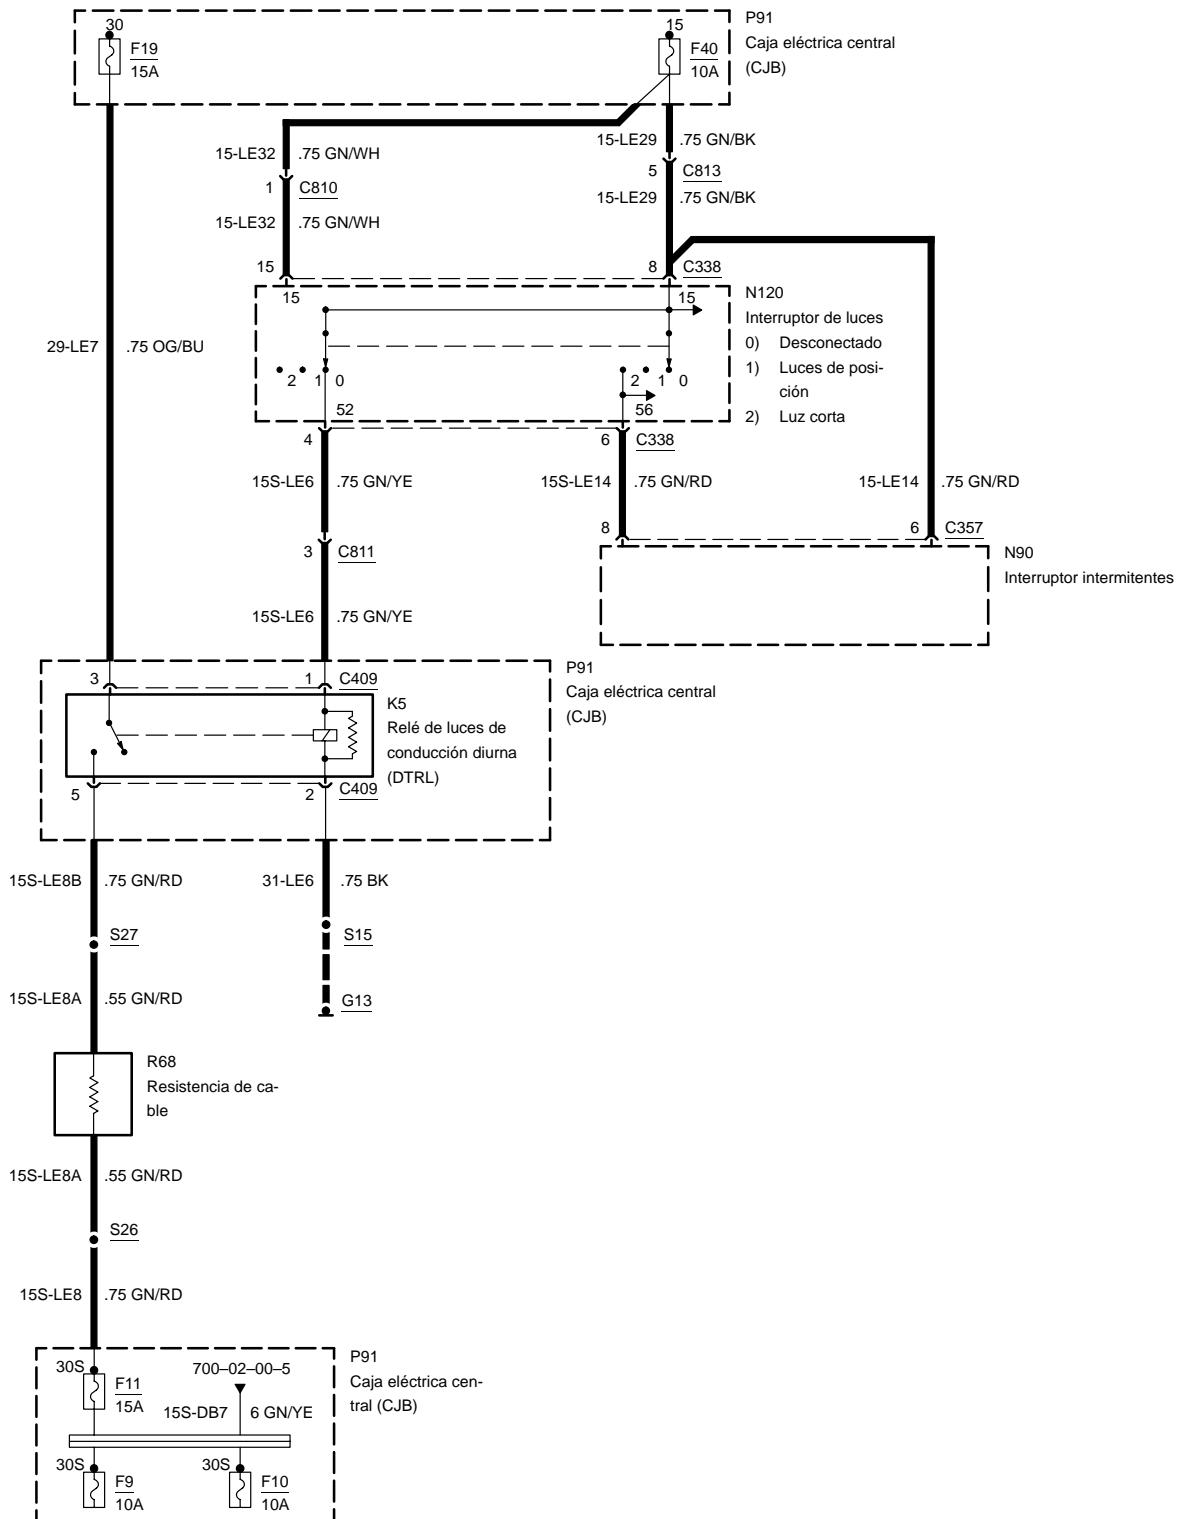 30
15
P91
F19
15A
F40
10A
Caja eléctrica central
(CJB)
15-LE32 .75 GN/WH
15-LE29 .75 GN/BK
1 C810
5 C813
15-LE32 .75 GN/WH
15-LE29 .75 GN/BK
15
8 C338
15
15
N120
Interruptor de luces
0) Desconectado
1) Luces de posi-
ción
2) Luz corta
29-LE7 .75 OG/BU
2 1 0
2 1 0
52
56
4
6 C338
15S-LE6 .75 GN/YE
15S-LE14 .75 GN/RD
15-LE14 .75 GN/RD
8
6 C357
3 C811
N90
Interruptor intermitentes
15S-LE6 .75 GN/YE
P91
Caja eléctrica central
(CJB)
3
1 C409
K5
Relé de luces de
conducción diurna
(DTRL)
5
2 C409
15S-LE8B .75 GN/RD
31-LE6 .75 BK
S27
S15
15S-LE8A .55 GN/RD
G13
R68
Resistencia de ca-
ble
15S-LE8A .55 GN/RD
S26
15S-LE8 .75 GN/RD
P91
Caja eléctrica cen-
tral (CJB)
30S
700–02–00–5
F11
15A
15S-DB7 6 GN/YE
30S
30S
F9
10A
F10
10A